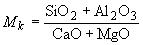 M_k = (SiO₂ + Al₂O₃) / (CaO + MgO)